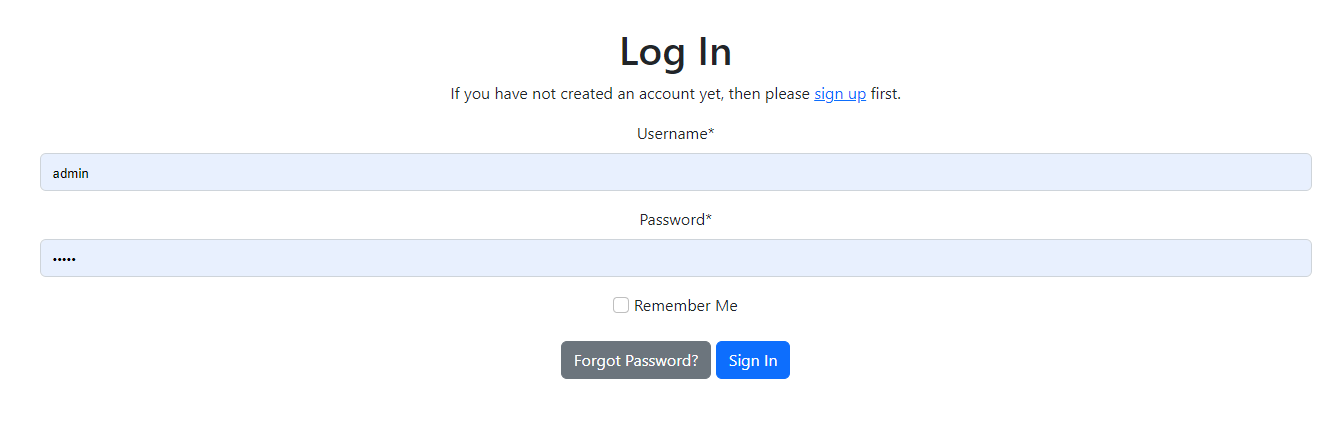 Log In
If you have not created an account yet, then please sign up first.
Username*
admin
Password*
•••••
Remember Me
Forgot Password? Sign In